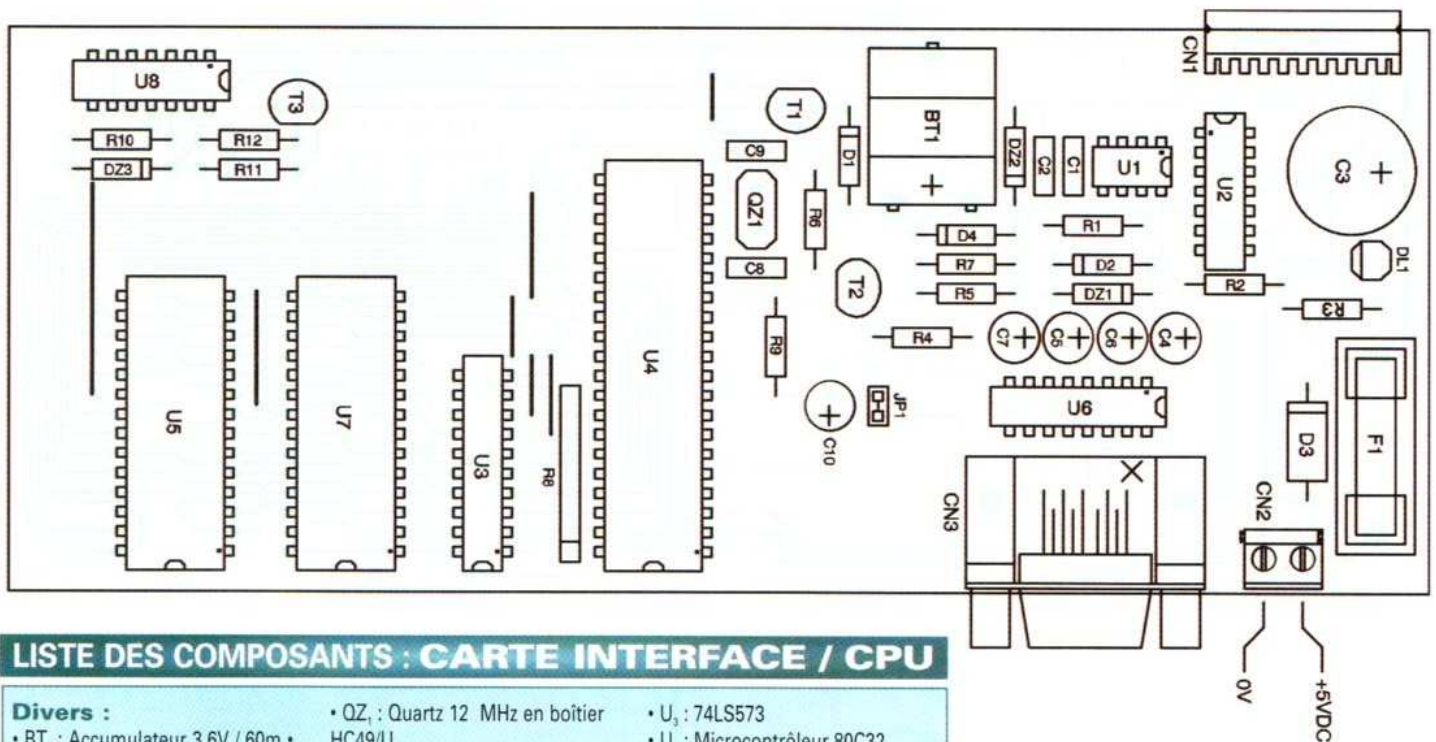 CN1
U8
T3
T1
BT1
D1
DZ2
C2
C1
U1
U2
C3
R10
R12
DZ3
R11
C9
QZ1
C8
R6
D4
R7
R5
R1
D2
DZ1
R2
DL1
R3
T2
R9
R4
C7
C5
C6
C4
U5
U7
U3
R8
U4
C10
JP1
U6
D3
F1
CN3
CN2
0V
+5VDC
LISTE DES COMPOSANTS : CARTE INTERFACE / CPU
Divers :
• QZ₁ : Quartz 12 MHz en boîtier
HC49/U
• U₃ : 74LS573
: Accumulateur 3,6V / 60m •
: Microcontrôleur 80C32